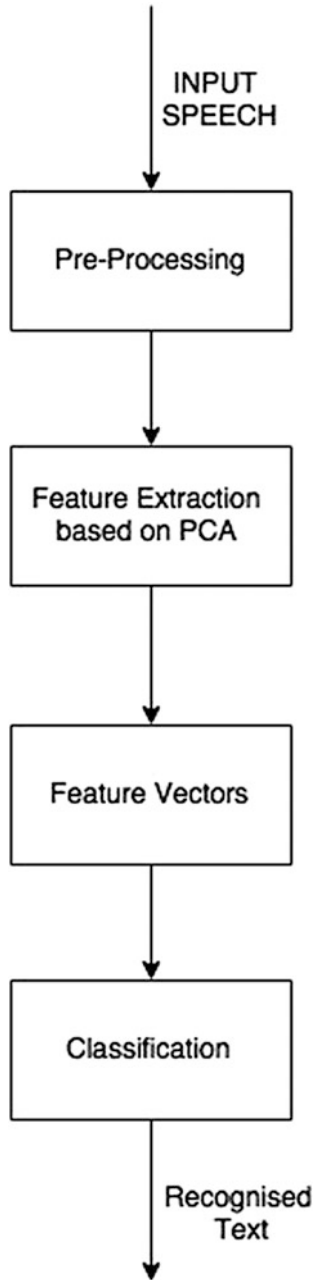 INPUT
SPEECH
Pre-Processing
Feature Extraction
based on PCA
Feature Vectors
Classification
Recognised
Text